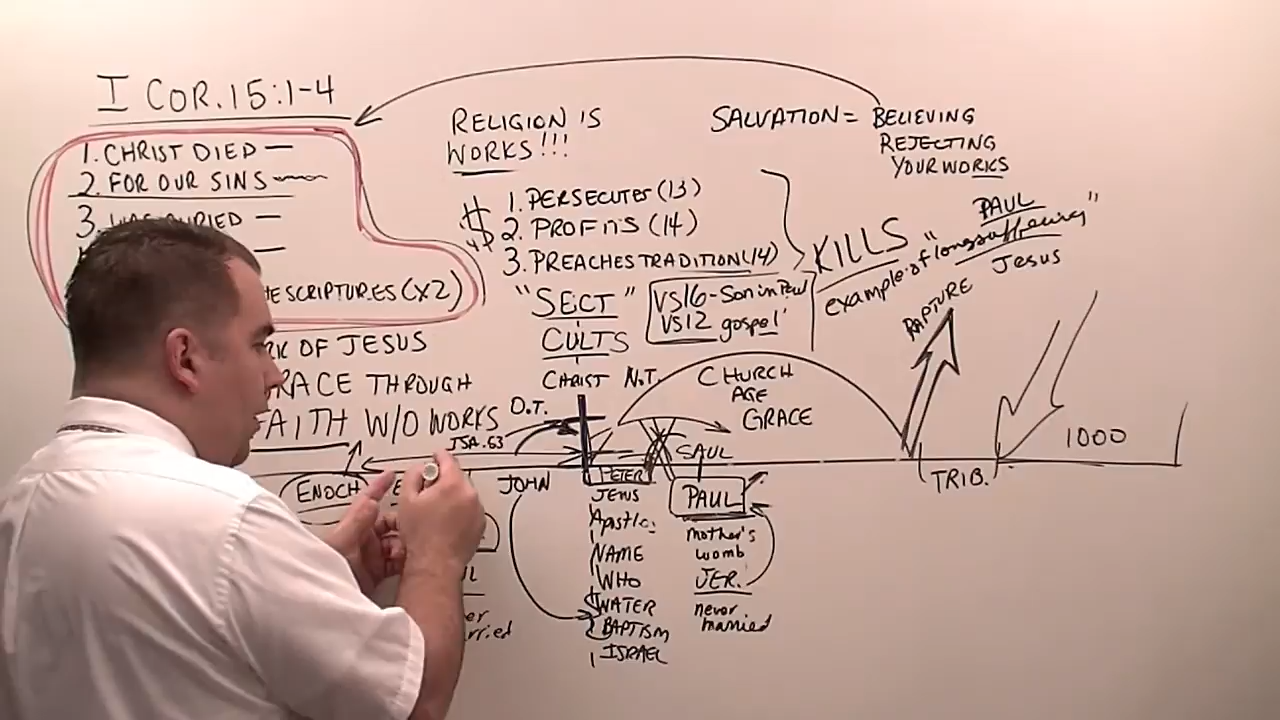 I COR. 15:1-4
1. CHRIST DIED —
2. FOR OUR SINS
3. WAS BURIED —
—
HE SCRIPTURES (X2)
RK OF JESUS
RACE THROUGH
FAITH W/O WORKS
RELIGION IS
WORKS!!!
$ 1. PERSECUTES (13)
2. PROFITS (14)
3. PREACHES TRADITION (14)
KILLS
"SECT"
CULTS
CHRIST
VS16 - Son in Paul
VS12 gospel
SALVATION = BELIEVING
REJECTING
YOUR WORKS
PAUL
example of "longsuffering"
Jesus
RAPTURE
O.T.
N.T.
CHURCH
AGE
GRACE
ISA. 63
1000
TRIB.
ENOCH
E
JOHN
PETER
JEWS
Apostle
NAME
WHO
WATER
BAPTISM
ISRAEL
SAUL
PAUL
mother's
womb
JER.
never
married